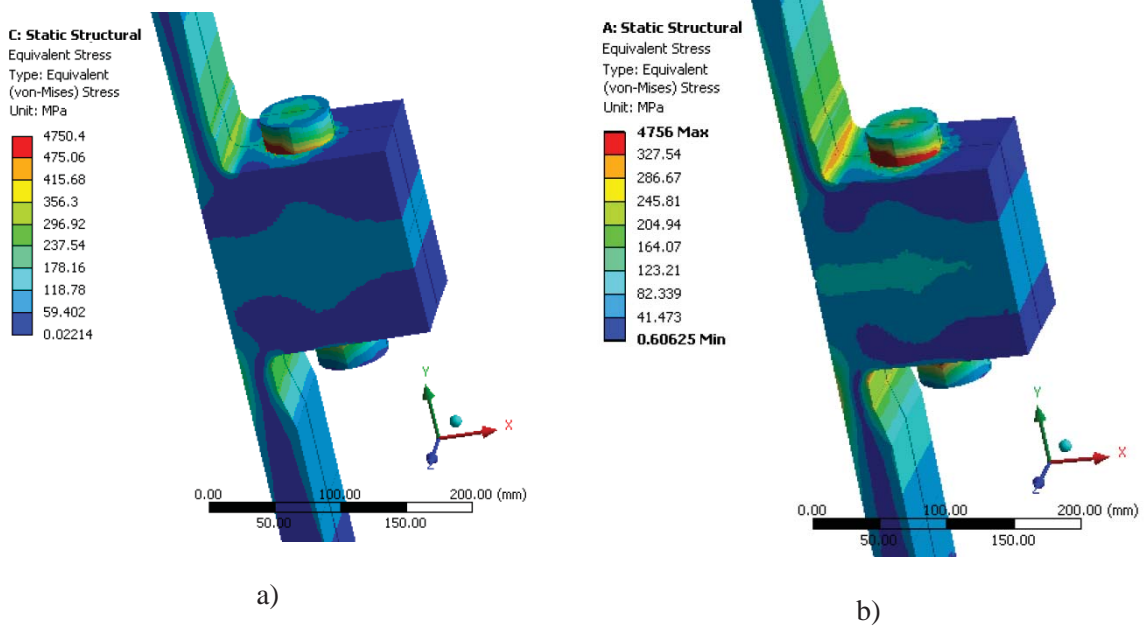 C: Static Structural
Equivalent Stress
Type: Equivalent
(von-Mises) Stress
Unit: MPa
4750.4
475.06
415.68
356.3
296.92
237.54
178.16
118.78
59.402
0.02214
Y
X
Z
0.00 100.00 200.00 (mm)
50.00 150.00
a)
A: Static Structural
Equivalent Stress
Type: Equivalent
(von-Mises) Stress
Unit: MPa
4756 Max
327.54
286.67
245.81
204.94
164.07
123.21
82.339
41.473
0.60625 Min
Y
X
Z
0.00 100.00 200.00 (mm)
50.00 150.00
b)